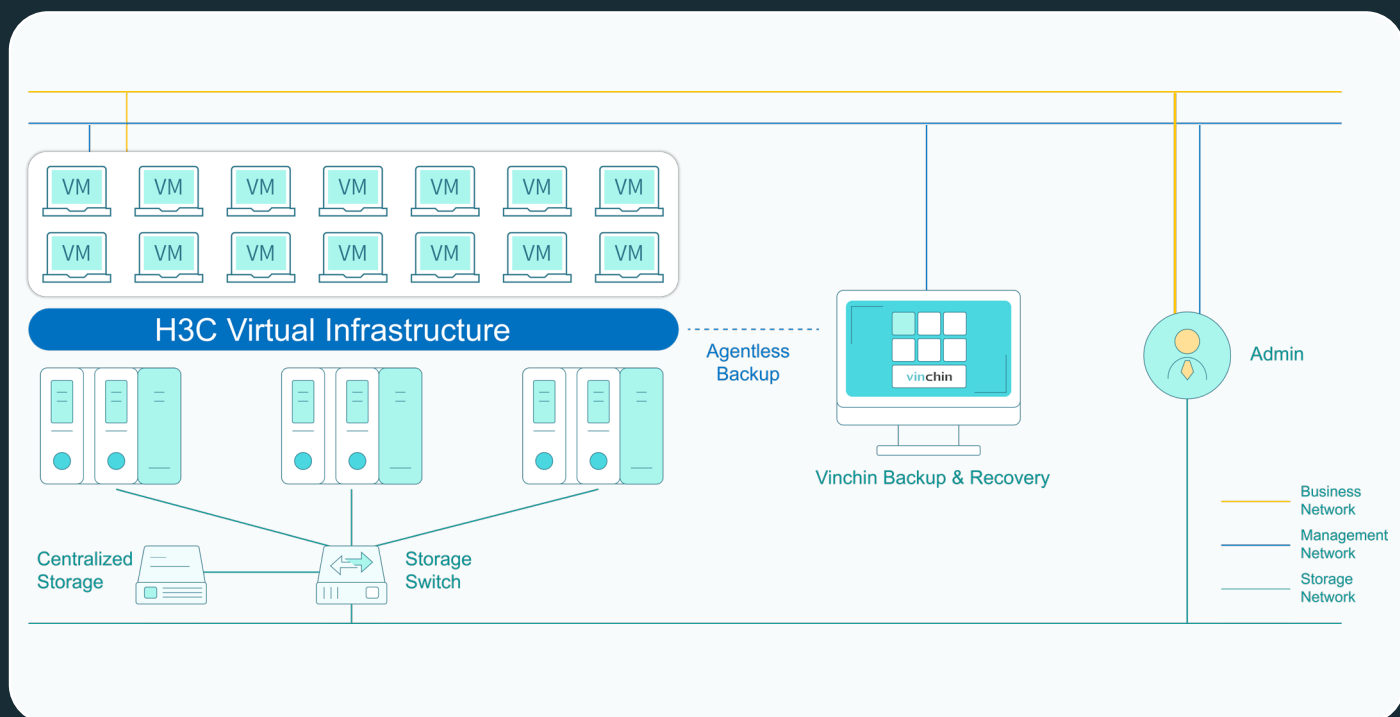 VM VM VM VM VM VM VM
VM VM VM VM VM VM VM
H3C Virtual Infrastructure
Agentless
Backup
vinchin
Vinchin Backup & Recovery
Admin
Centralized
Storage
Storage
Switch
Business
Network
Management
Network
Storage
Network